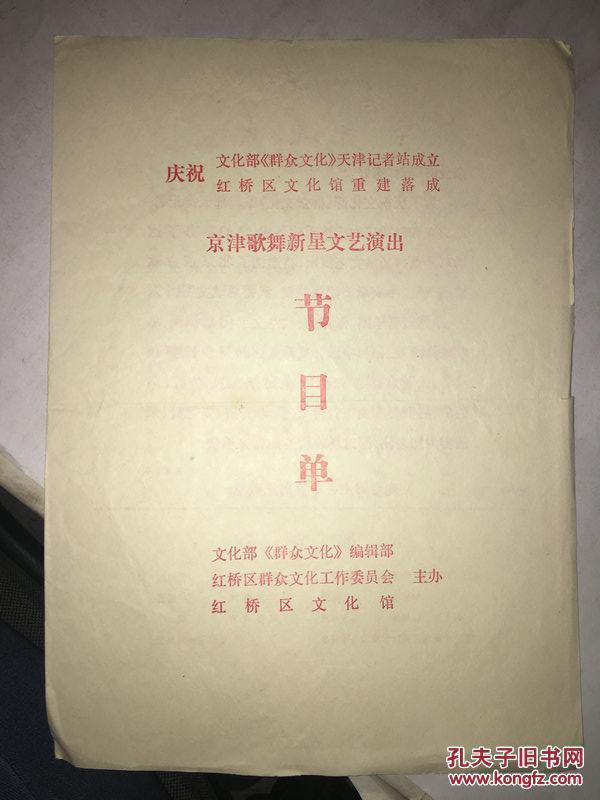 庆祝
文化部《群众文化》天津记者站成立
红桥区文化馆重建落成
京津歌舞新星文艺演出
节
目
单
文化部《群众文化》编辑部
红桥区群众文化工作委员会 主办
红桥区文化馆
孔夫子旧书网
www.kongfz.com